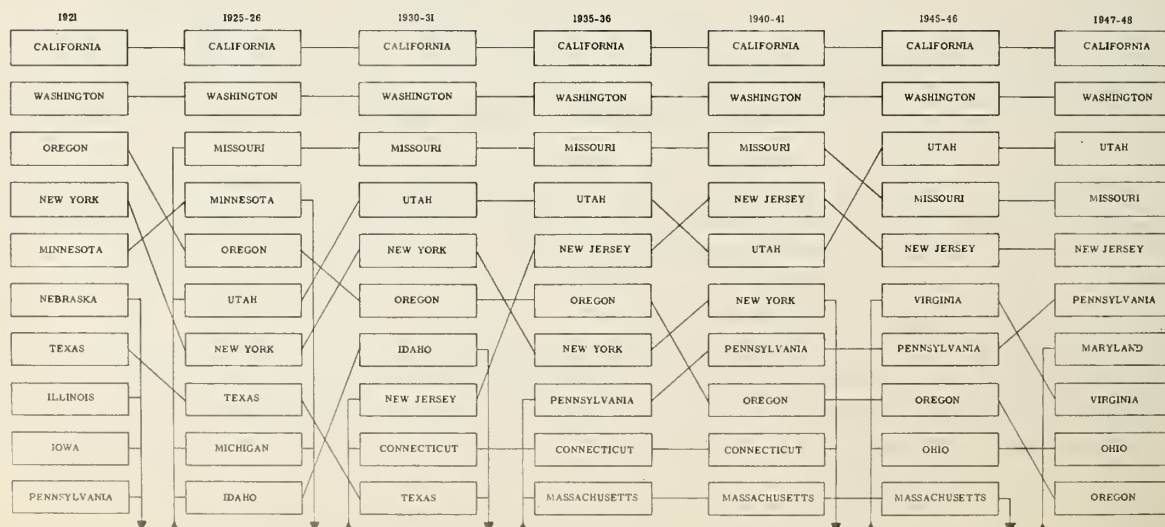 1921 1925-26 1930-31 1935-36 1940-41 1945-46 1947-48
CALIFORNIA CALIFORNIA CALIFORNIA CALIFORNIA CALIFORNIA CALIFORNIA CALIFORNIA
WASHINGTON WASHINGTON WASHINGTON WASHINGTON WASHINGTON WASHINGTON WASHINGTON
OREGON MISSOURI MISSOURI MISSOURI MISSOURI UTAH UTAH
NEW YORK MINNESOTA UTAH UTAH NEW JERSEY MISSOURI MISSOURI
MINNESOTA OREGON NEW YORK NEW JERSEY UTAH NEW JERSEY NEW JERSEY
NEBRASKA UTAH OREGON OREGON NEW YORK VIRGINIA PENNSYLVANIA
TEXAS NEW YORK IDAHO NEW YORK PENNSYLVANIA PENNSYLVANIA MARYLAND
ILLINOIS TEXAS NEW JERSEY PENNSYLVANIA OREGON OREGON VIRGINIA
IOWA MICHIGAN CONNECTICUT CONNECTICUT CONNECTICUT OHIO OHIO
PENNSYLVANIA IDAHO TEXAS MASSACHUSETTS MASSACHUSETTS MASSACHUSETTS OREGON